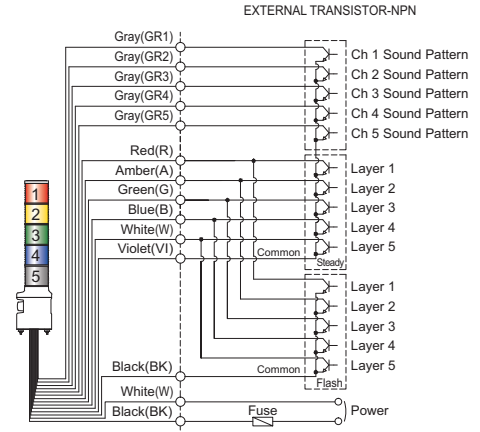 EXTERNAL TRANSISTOR-NPN
Gray(GR1)
Gray(GR2)
Gray(GR3)
Gray(GR4)
Gray(GR5)
Ch 1 Sound Pattern
Ch 2 Sound Pattern
Ch 3 Sound Pattern
Ch 4 Sound Pattern
Ch 5 Sound Pattern
Red(R)
Amber(A)
Green(G)
Blue(B)
White(W)
Violet(VI)
Common
Layer 1
Layer 2
Layer 3
Layer 4
Layer 5
Steady
1
2
3
4
5
Layer 1
Layer 2
Layer 3
Layer 4
Layer 5
Black(BK)
Common
Flash
White(W)
Black(BK)
Fuse
Power